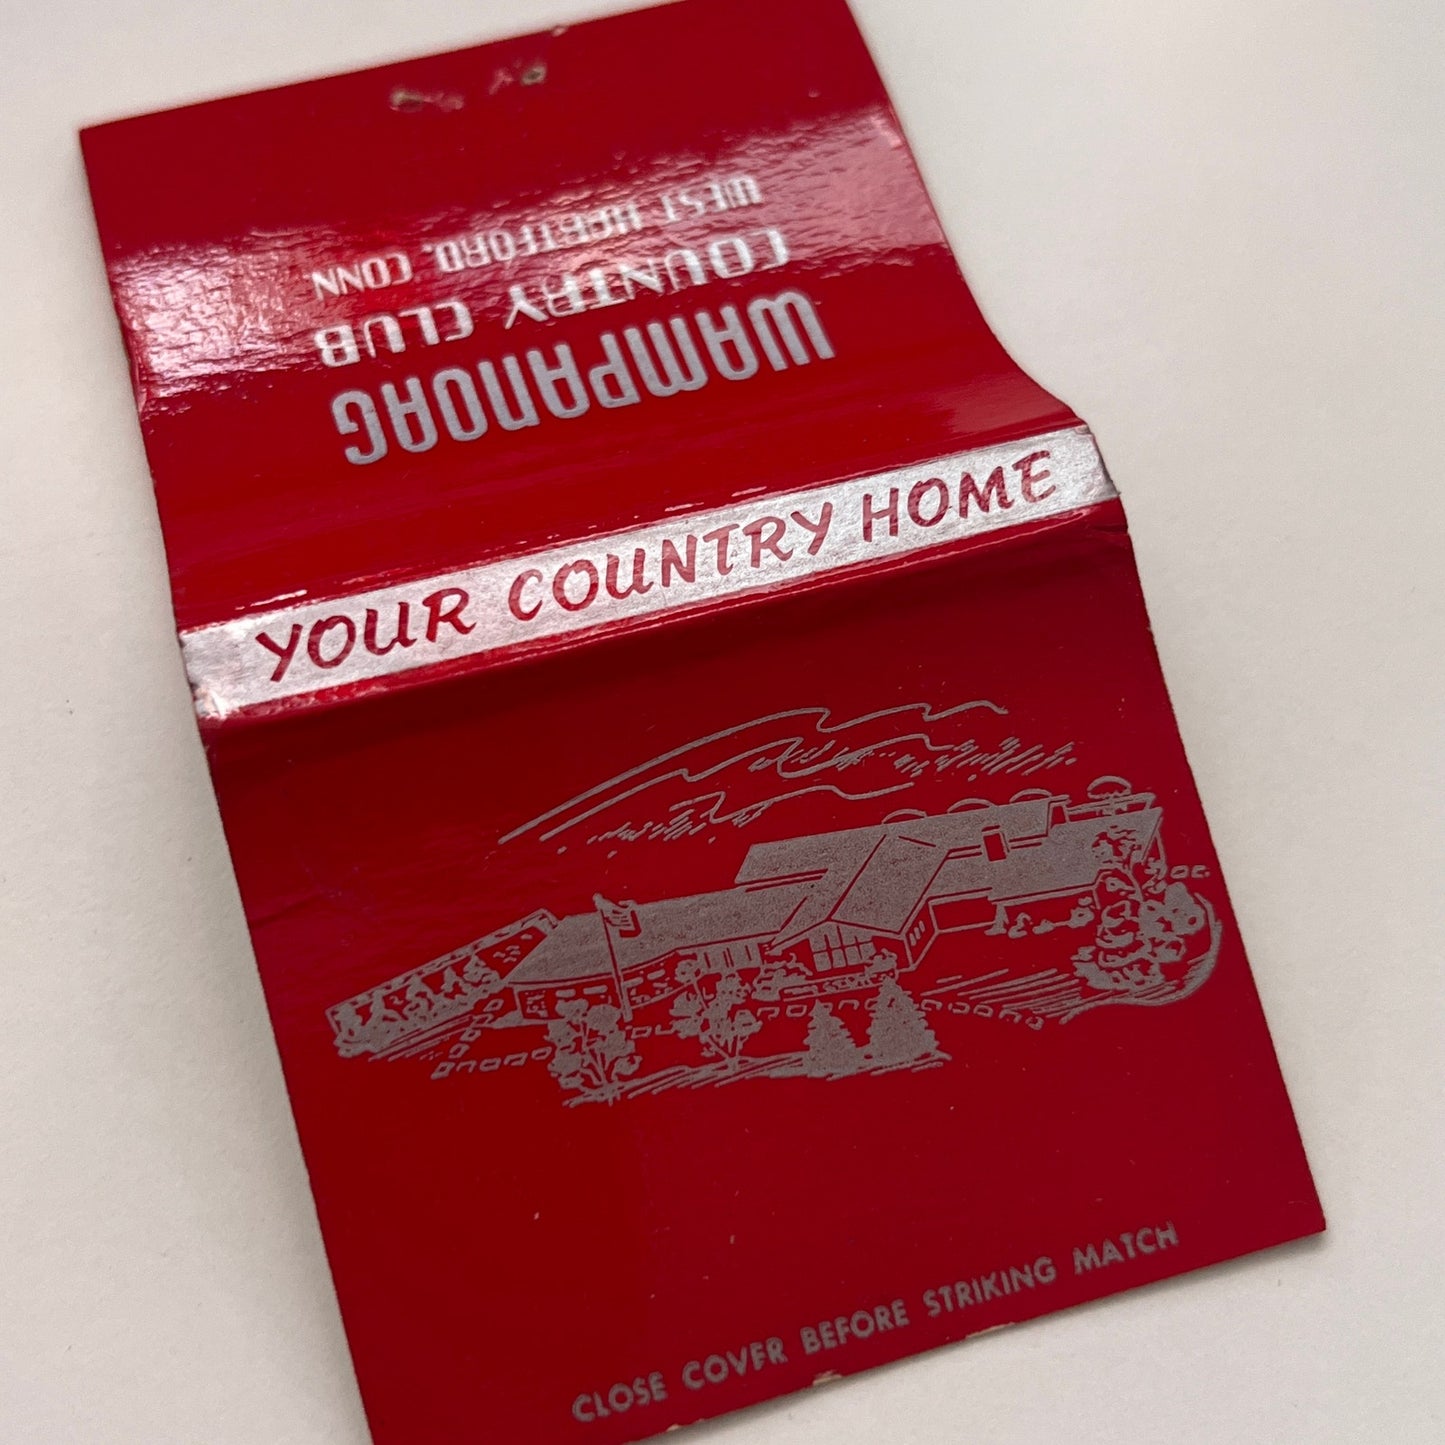 WAMPANOAG
COUNTRY CLUB
WEST HARTFORD, CONN.
YOUR COUNTRY HOME
CLOSE COVER BEFORE STRIKING MATCH